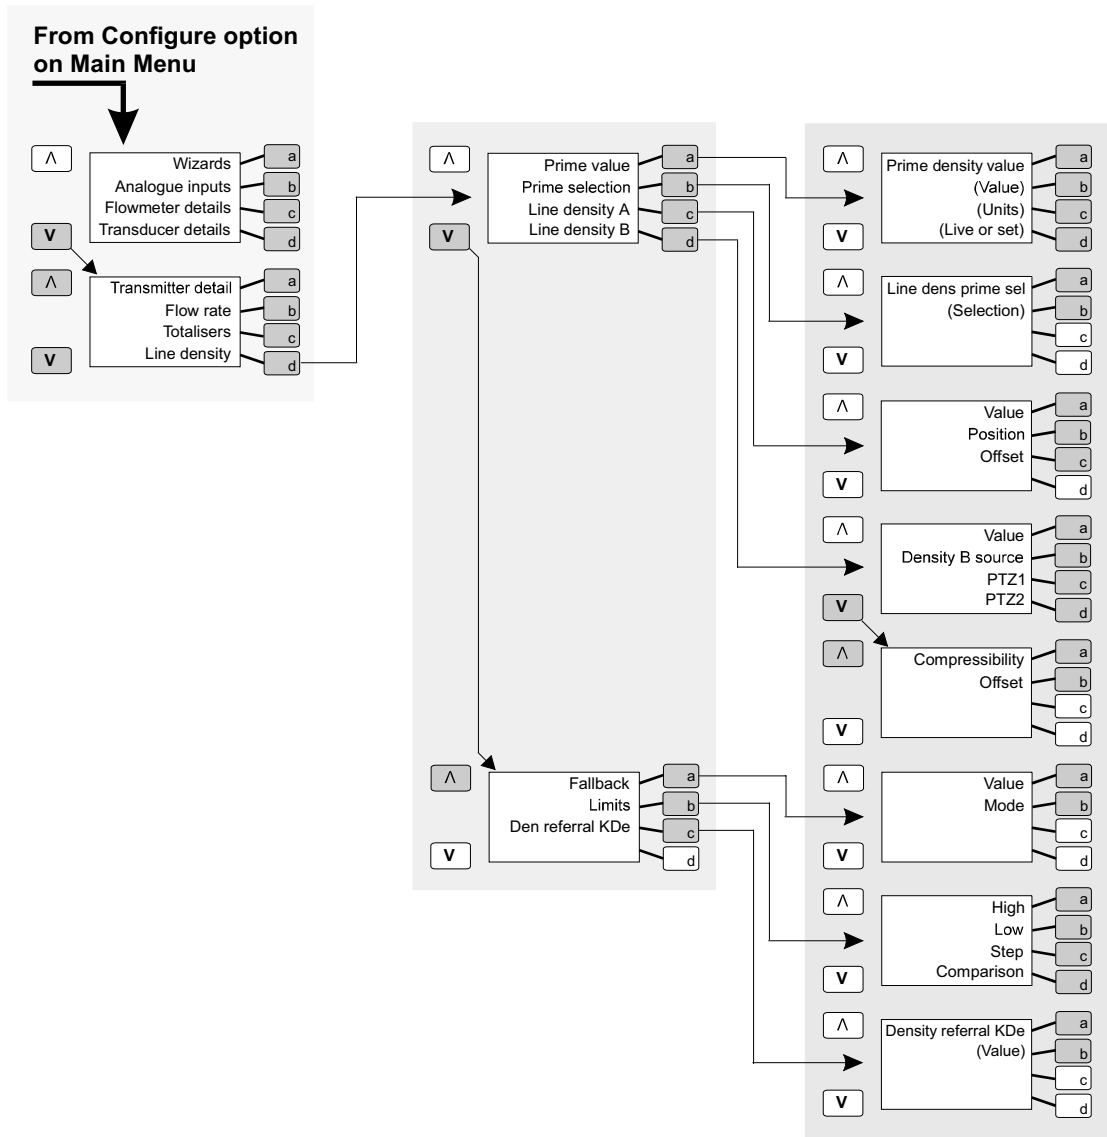 From Configure option
on Main Menu
Λ
Wizards a
Analogue inputs b
Flowmeter details c
Transducer details d
V
Λ
Transmitter detail a
Flow rate b
Totalisers c
Line density d
V
Λ
Prime value a
Prime selection b
Line density A c
Line density B d
V
Λ
Fallback a
Limits b
Den referral KDe c
d
V
Λ
Prime density value a
(Value) b
(Units) c
(Live or set) d
V
Λ
Line dens prime sel a
(Selection) b
c
d
V
Λ
Value a
Position b
Offset c
d
V
Λ
Value a
Density B source b
PTZ1 c
PTZ2 d
V
Λ
Compressibility a
Offset b
c
d
V
Λ
Value a
Mode b
c
d
V
Λ
High a
Low b
Step c
Comparison d
V
Λ
Density referral KDe a
(Value) b
c
d
V